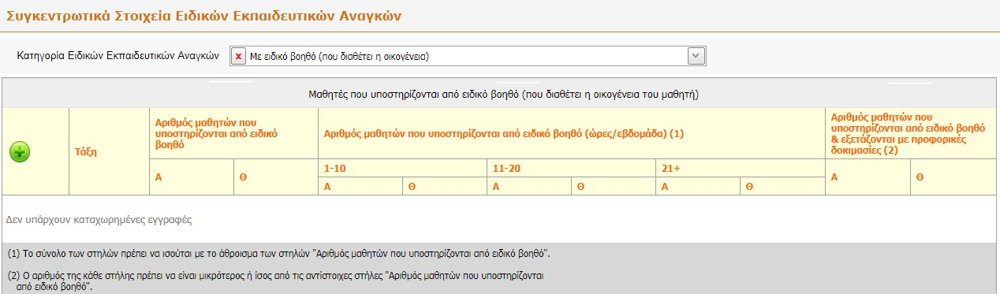 Συγκεντρωτικά Στοιχεία Ειδικών Εκπαιδευτικών Αναγκών
Κατηγορία Ειδικών Εκπαιδευτικών Αναγκών
x Με ειδικό βοηθό (που διαθέτει η οικογένεια)
Μαθητές που υποστηρίζονται από ειδικό βοηθό (που διαθέτει η οικογένεια του μαθητή)
Τάξη
Αριθμός μαθητών που
υποστηρίζονται από ειδικό
βοηθό
Αριθμός μαθητών που υποστηρίζονται από ειδικό βοηθό (ώρες/εβδομάδα) (1)
Αριθμός μαθητών που
υποστηρίζονται από ειδικό βοηθό
& εξετάζονται με προφορικές
δοκιμασίες (2)
Α Θ
1-10 11-20 21+
Α Θ Α Θ Α Θ
Α Θ
Δεν υπάρχουν καταχωρημένες εγγραφές
(1) Το σύνολο των στηλών πρέπει να ισούται με το άθροισμα των στηλών "Αριθμός μαθητών που υποστηρίζονται από ειδικό βοηθό".
(2) Ο αριθμός της κάθε στήλης πρέπει να είναι μικρότερος ή ίσος από τις αντίστοιχες στήλες "Αριθμός μαθητών που υποστηρίζονται
από ειδικό βοηθό".